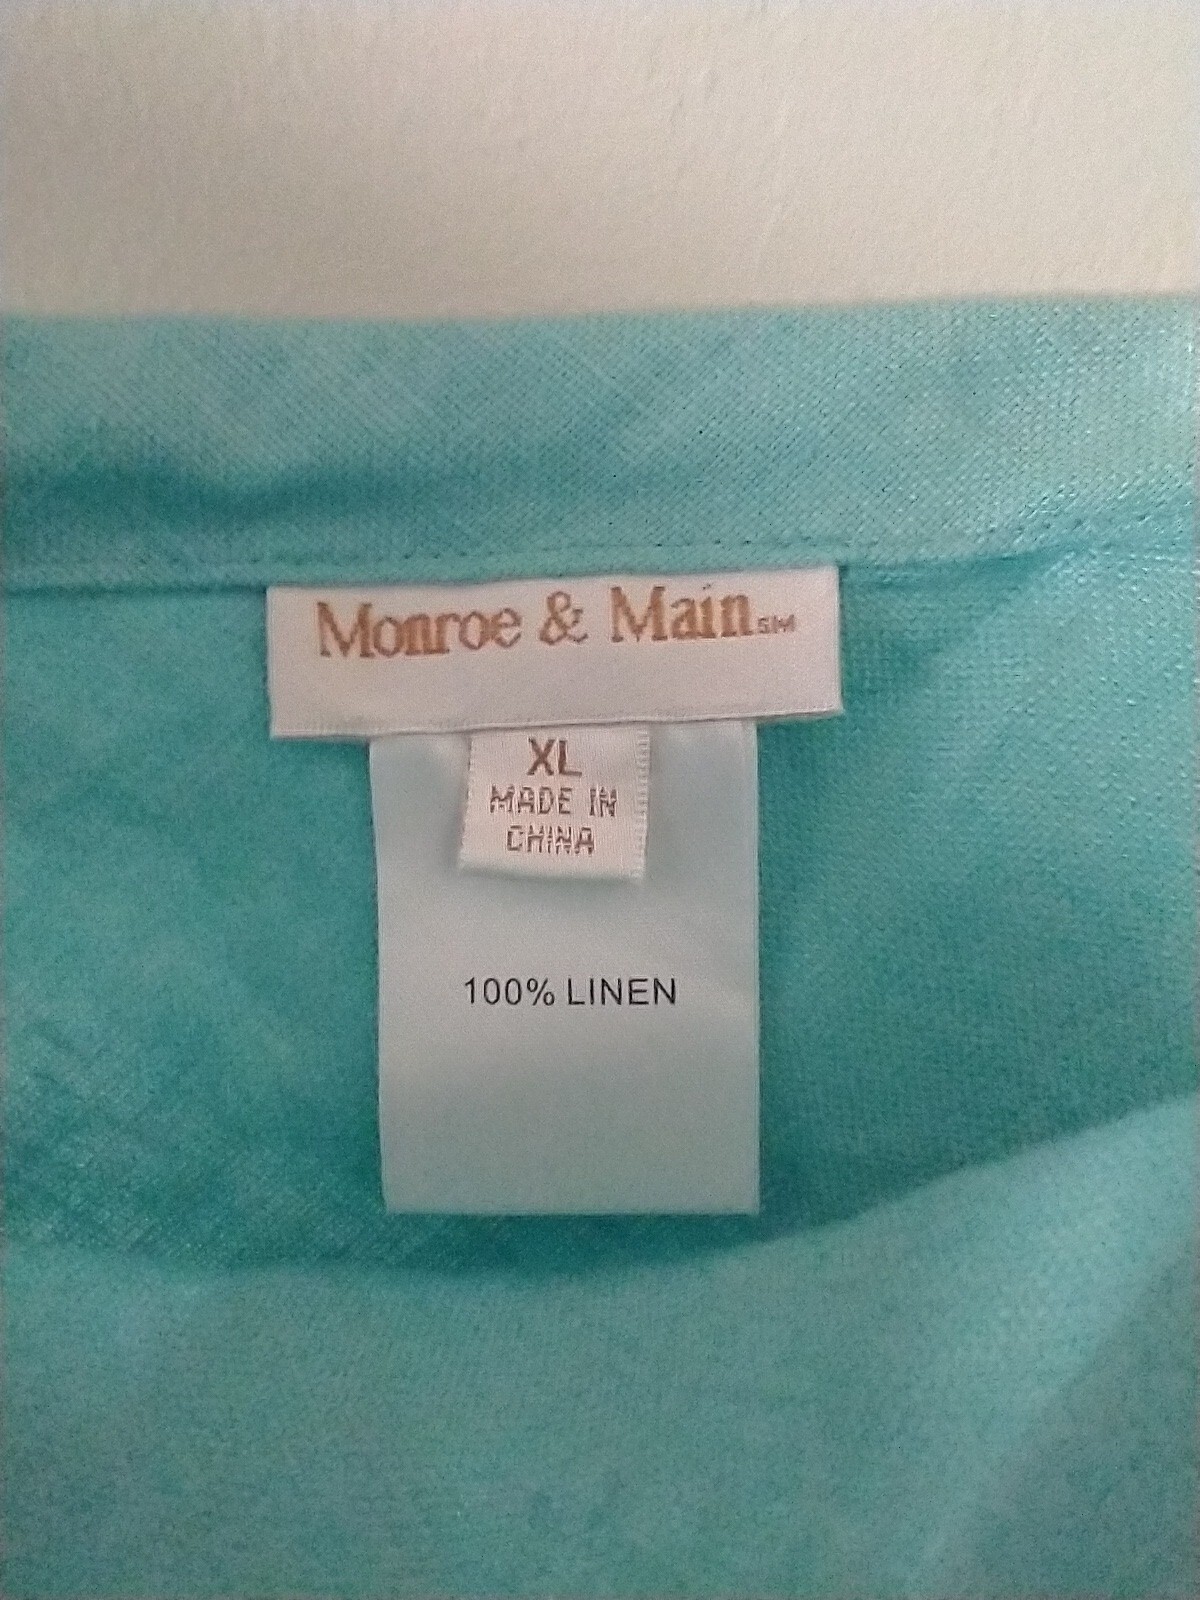 Monroe & Main SM
XL
MADE IN
CHINA
100% LINEN